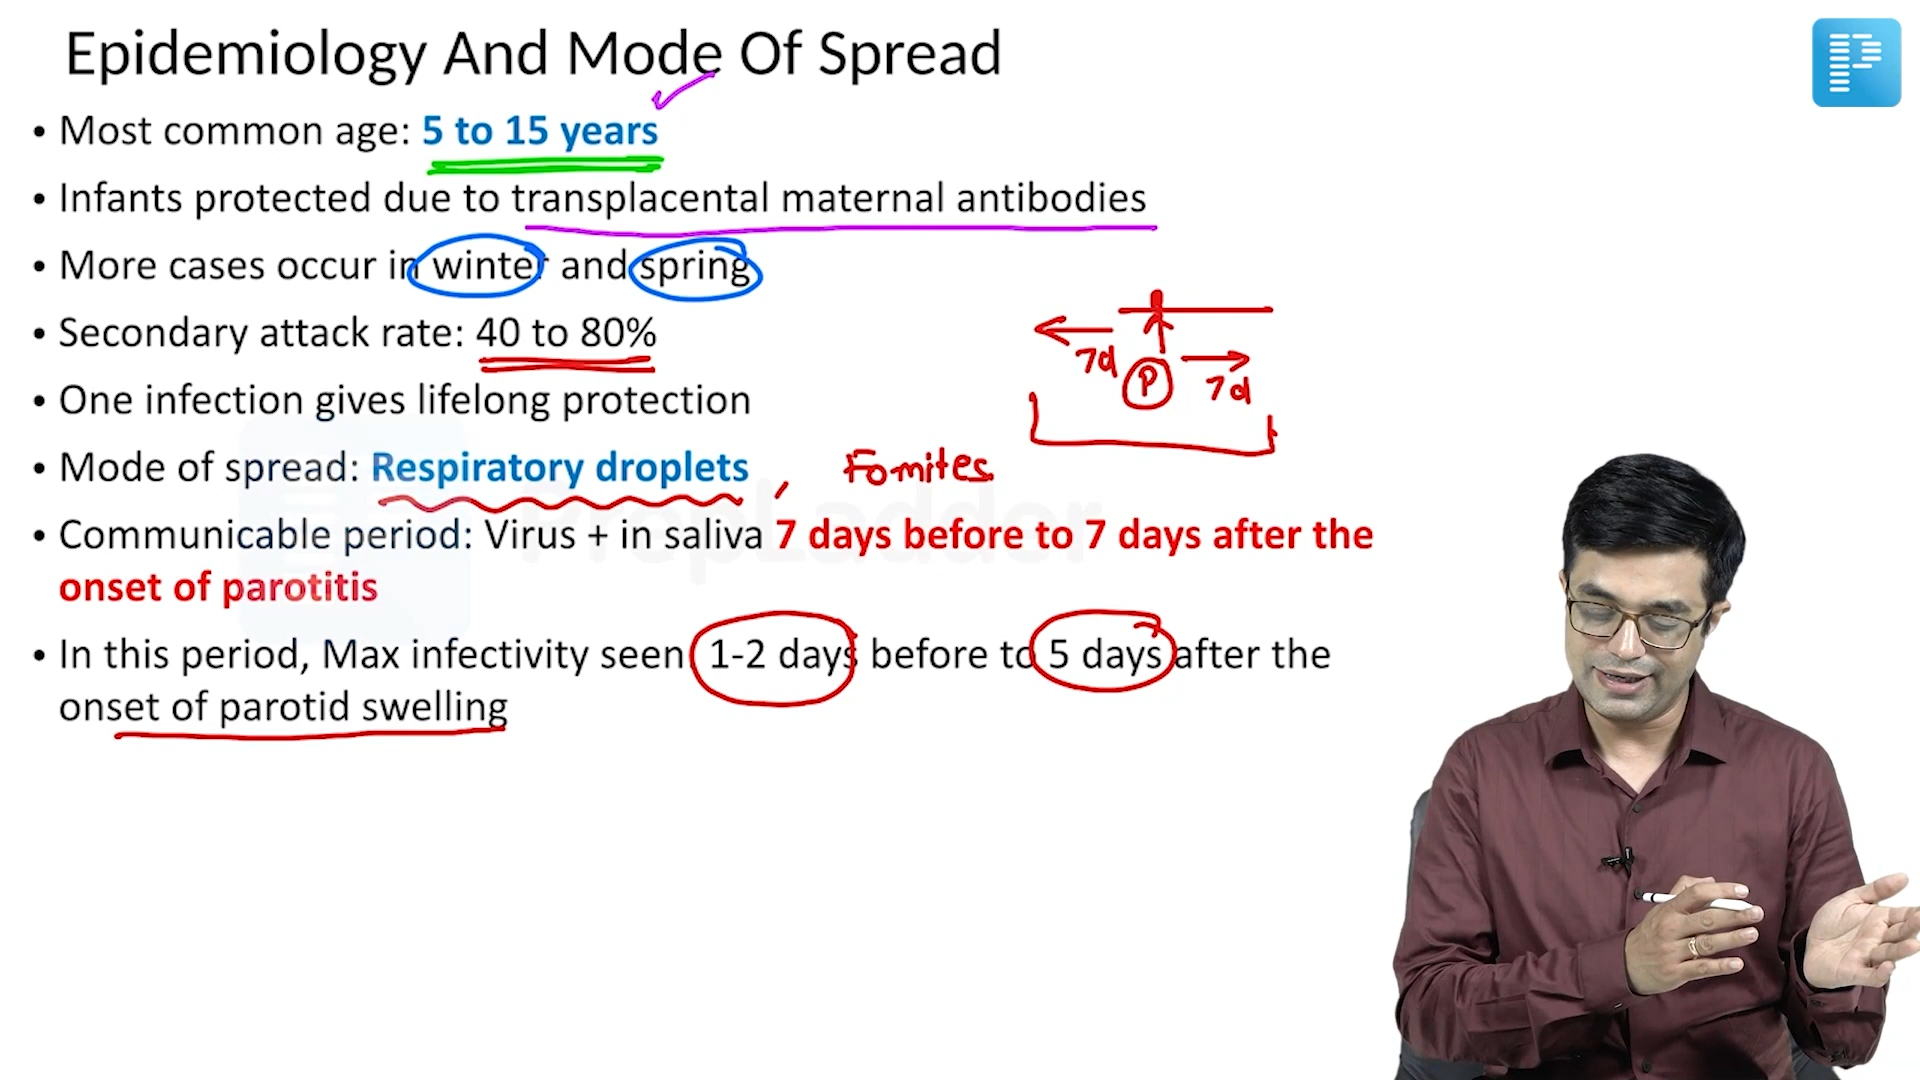 Epidemiology And Mode Of Spread
• Most common age: 5 to 15 years
• Infants protected due to transplacental maternal antibodies
• More cases occur in winter and spring
• Secondary attack rate: 40 to 80%
7d
P
7d
• One infection gives lifelong protection
• Mode of spread: Respiratory droplets , Fomites
• Communicable period: Virus + in saliva 7 days before to 7 days after the
onset of parotitis
• In this period, Max infectivity seen 1-2 days before to 5 days after the
onset of parotid swelling
PrepLadder